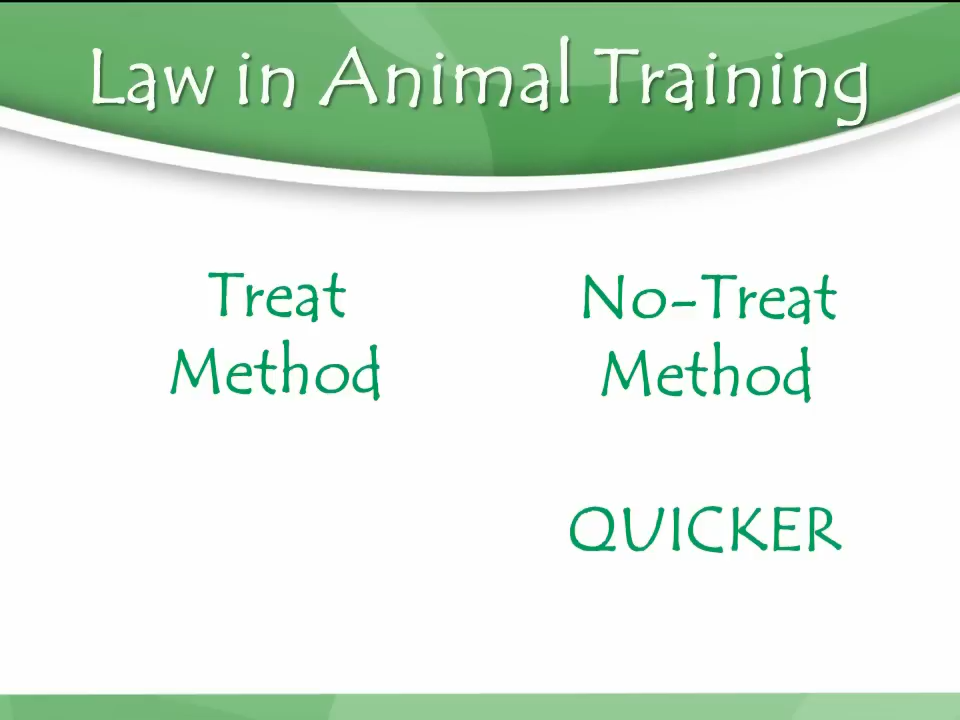 Law in Animal Training
Treat
Method
No-Treat
Method
QUICKER